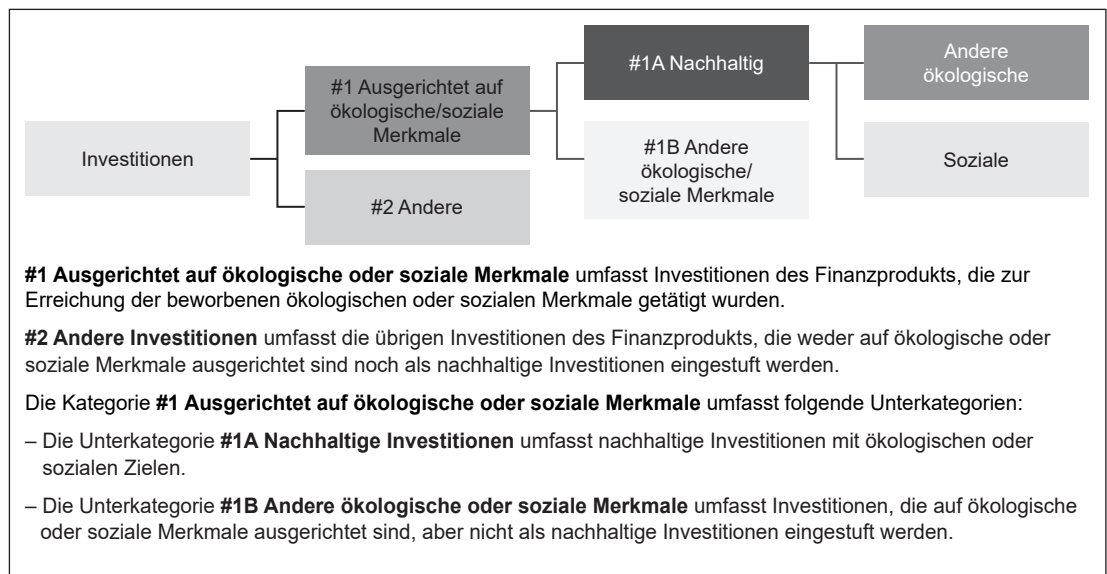 Investitionen
#1 Ausgerichtet auf
ökologische/soziale
Merkmale
#2 Andere
#1A Nachhaltig
#1B Andere
ökologische/
soziale Merkmale
Andere
ökologische
Soziale
#1 Ausgerichtet auf ökologische oder soziale Merkmale umfasst Investitionen des Finanzprodukts, die zur
Erreichung der beworbenen ökologischen oder sozialen Merkmale getätigt wurden.
#2 Andere Investitionen umfasst die übrigen Investitionen des Finanzprodukts, die weder auf ökologische oder
soziale Merkmale ausgerichtet sind noch als nachhaltige Investitionen eingestuft werden.
Die Kategorie #1 Ausgerichtet auf ökologische oder soziale Merkmale umfasst folgende Unterkategorien:
– Die Unterkategorie #1A Nachhaltige Investitionen umfasst nachhaltige Investitionen mit ökologischen oder
sozialen Zielen.
– Die Unterkategorie #1B Andere ökologische oder soziale Merkmale umfasst Investitionen, die auf ökologische
oder soziale Merkmale ausgerichtet sind, aber nicht als nachhaltige Investitionen eingestuft werden.